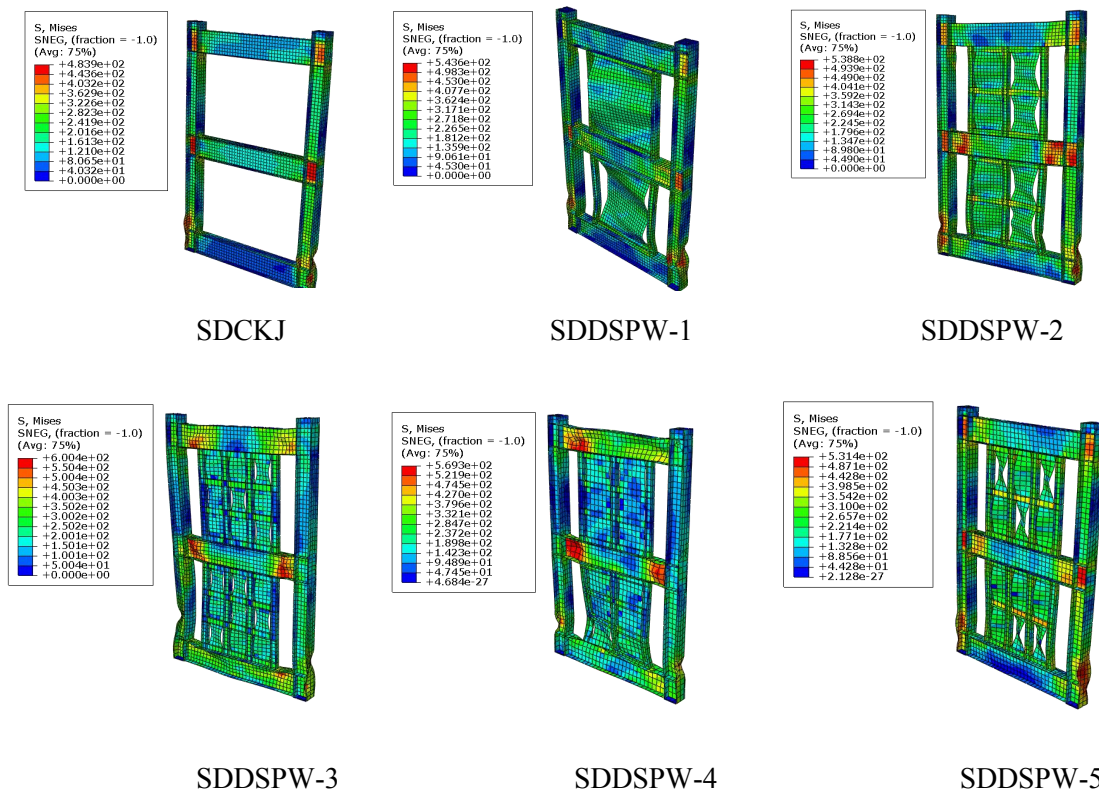 S, Mises
SNEG, (fraction = -1.0)
(Avg: 75%)
+4.839e+02
+4.436e+02
+4.032e+02
+3.629e+02
+3.226e+02
+2.823e+02
+2.419e+02
+2.016e+02
+1.613e+02
+1.210e+02
+8.065e+01
+4.032e+01
+0.000e+00
SDCKJ
S, Mises
SNEG, (fraction = -1.0)
(Avg: 75%)
+5.436e+02
+4.983e+02
+4.530e+02
+4.077e+02
+3.624e+02
+3.171e+02
+2.718e+02
+2.265e+02
+1.812e+02
+1.359e+02
+9.061e+01
+4.530e+01
+0.000e+00
SDDSPW-1
S, Mises
SNEG, (fraction = -1.0)
(Avg: 75%)
+5.388e+02
+4.939e+02
+4.490e+02
+4.041e+02
+3.592e+02
+3.143e+02
+2.694e+02
+2.245e+02
+1.796e+02
+1.347e+02
+8.980e+01
+4.490e+01
+0.000e+00
SDDSPW-2
S, Mises
SNEG, (fraction = -1.0)
(Avg: 75%)
+6.004e+02
+5.504e+02
+5.004e+02
+4.503e+02
+4.003e+02
+3.502e+02
+3.002e+02
+2.502e+02
+2.001e+02
+1.501e+02
+1.001e+02
+5.004e+01
+0.000e+00
SDDSPW-3
S, Mises
SNEG, (fraction = -1.0)
(Avg: 75%)
+5.693e+02
+5.219e+02
+4.745e+02
+4.270e+02
+3.796e+02
+3.321e+02
+2.847e+02
+2.372e+02
+1.898e+02
+1.423e+02
+9.489e+01
+4.745e+01
+4.684e-27
SDDSPW-4
S, Mises
SNEG, (fraction = -1.0)
(Avg: 75%)
+5.314e+02
+4.871e+02
+4.428e+02
+3.985e+02
+3.542e+02
+3.100e+02
+2.657e+02
+2.214e+02
+1.771e+02
+1.328e+02
+8.856e+01
+4.428e+01
+2.128e-27
SDDSPW-5